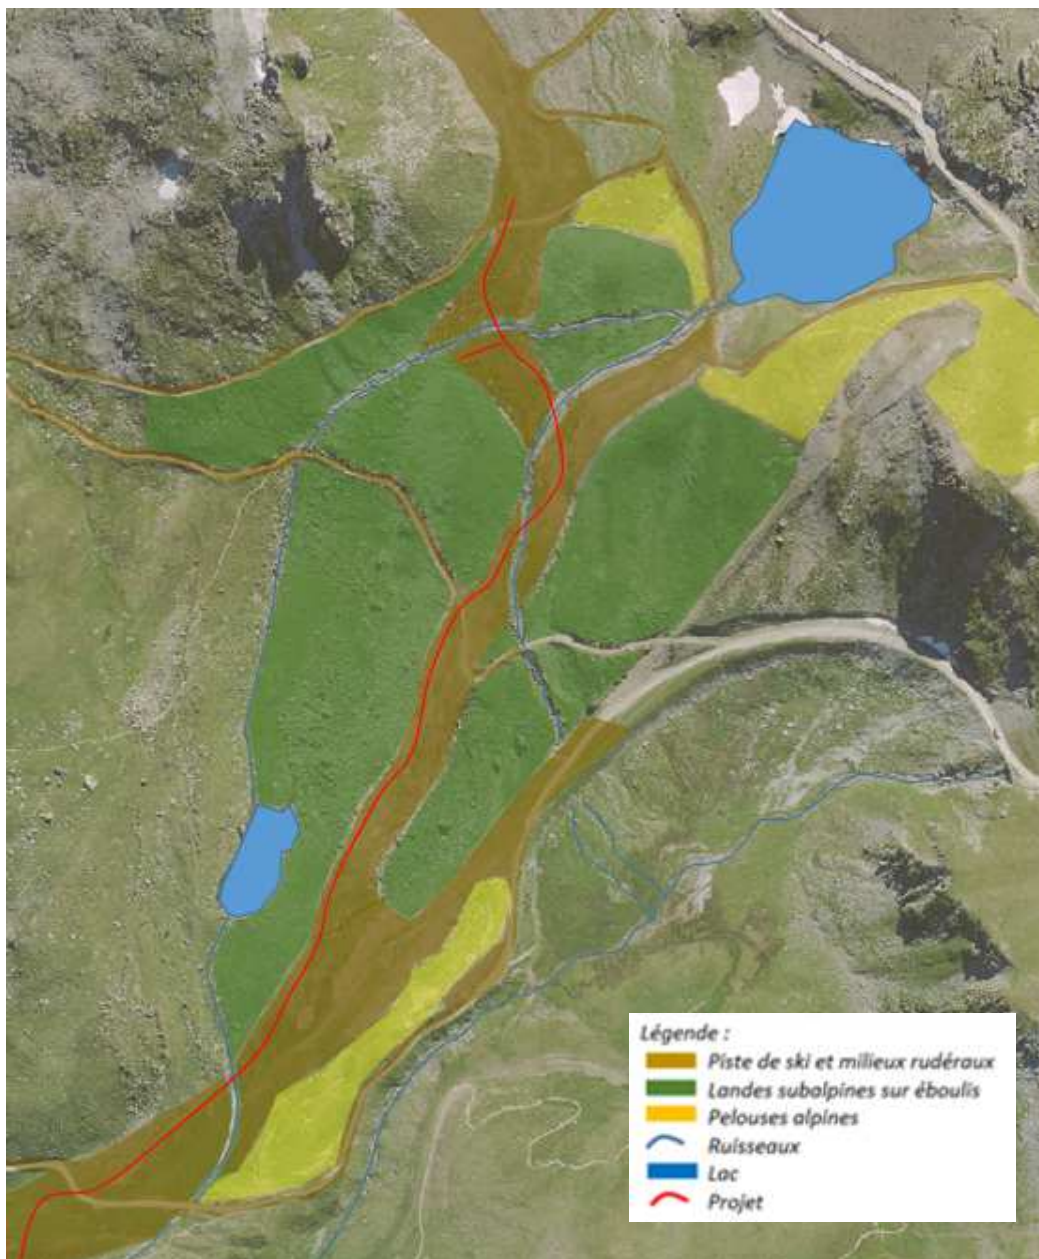 Légende :
Piste de ski et milieux rudéraux
Landes subalpines sur éboulis
Pelouses alpines
Ruisseaux
Lac
Projet